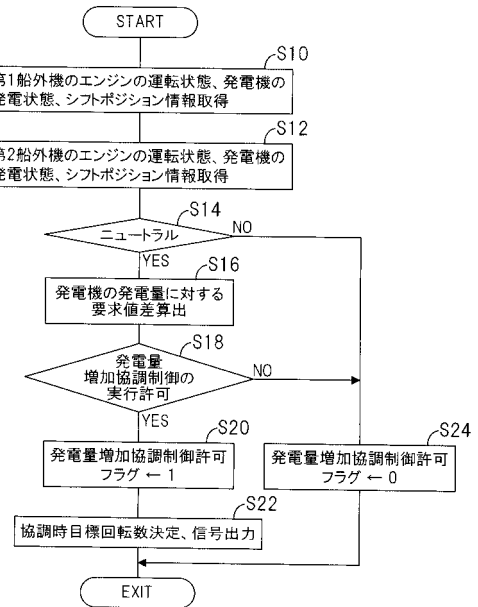 START
S10
第1船外機のエンジンの運転状態、発電機の
発電状態、シフトポジション情報取得
S12
第2船外機のエンジンの運転状態、発電機の
発電状態、シフトポジション情報取得
S14
ニュートラル
NO
YES
S16
発電機の発電量に対する
要求値差算出
S18
発電量
増加協調制御の
実行許可
NO
YES
S20
発電量増加協調制御許可
フラグ ← 1
S24
発電量増加協調制御許可
フラグ ← 0
S22
協調時目標回転数決定、信号出力
EXIT